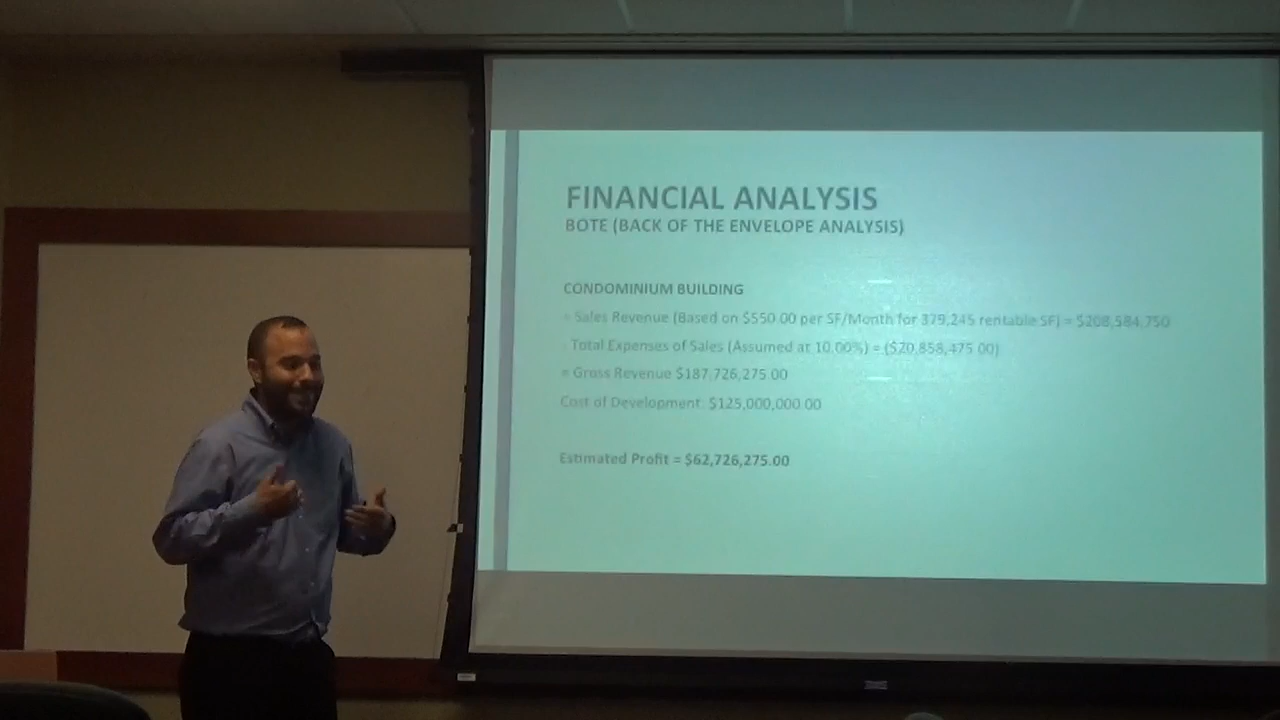 FINANCIAL ANALYSIS
BOTE (BACK OF THE ENVELOPE ANALYSIS)
CONDOMINIUM BUILDING
Sales Revenue (Based on $550.00 per SF/Month for 379,245 rentable SF) = $208,584,750
Total Expenses of Sales (Assumed at 10.00%) = ($20,858,475.00)
= Gross Revenue $187,726,275.00
Cost of Development: $125,000,000.00
Estimated Profit = $62,726,275.00